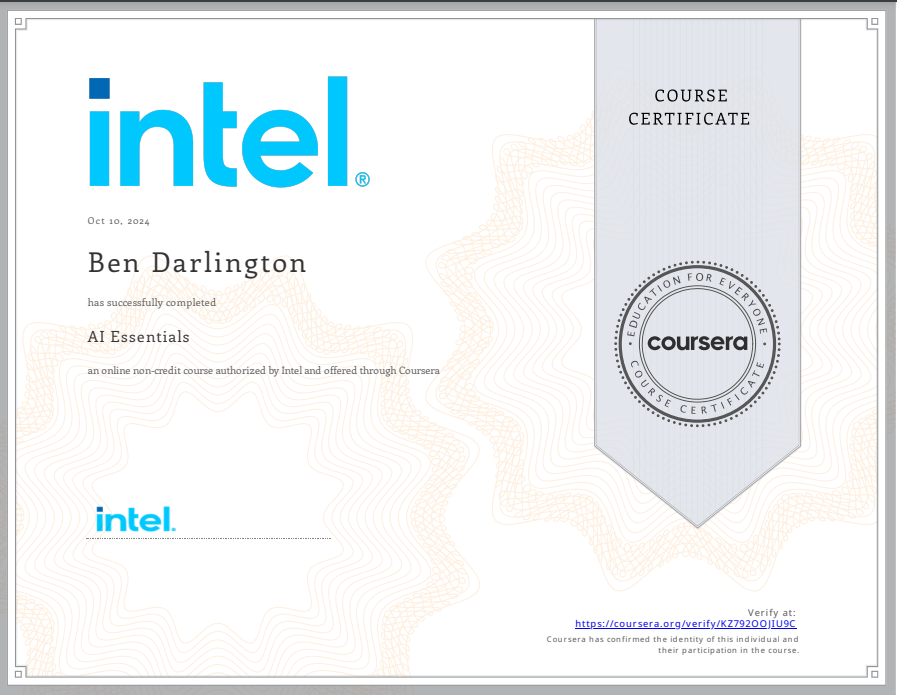 intel®
COURSE
CERTIFICATE
Oct 10, 2024
Ben Darlington
has successfully completed
AI Essentials
an online non-credit course authorized by Intel and offered through Coursera
EDUCATION FOR EVERYONE
coursera
COURSE CERTIFICATE
intel.
Verify at:
https://coursera.org/verify/KZ792OOJIU9C
Coursera has confirmed the identity of this individual and
their participation in the course.